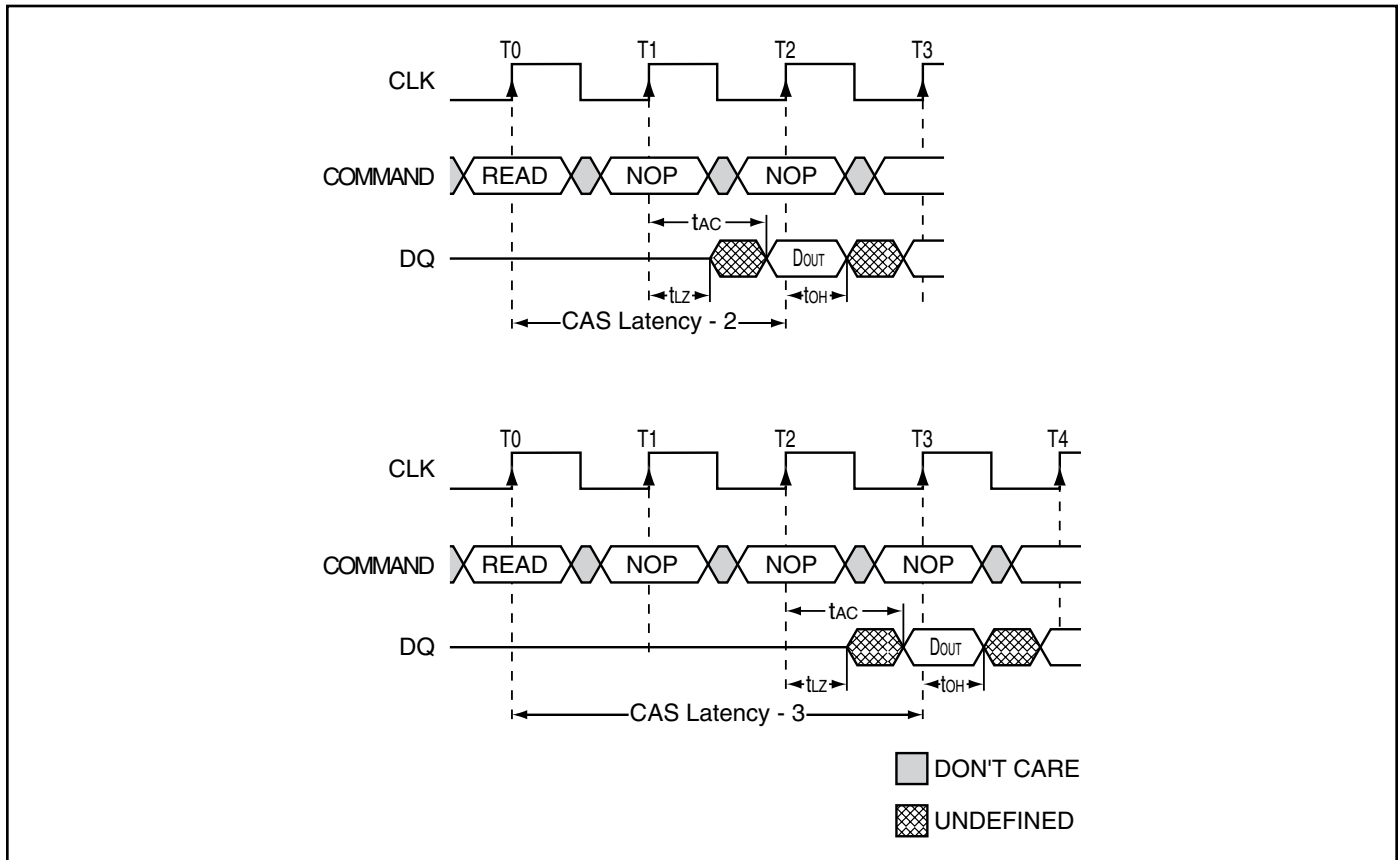 T0 T1 T2 T3
CLK
COMMAND READ NOP NOP
tAC
DQ DOUT
tLZ tOH
CAS Latency - 2
T0 T1 T2 T3 T4
CLK
COMMAND READ NOP NOP NOP
tAC
DQ DOUT
tLZ tOH
CAS Latency - 3
DON'T CARE
UNDEFINED